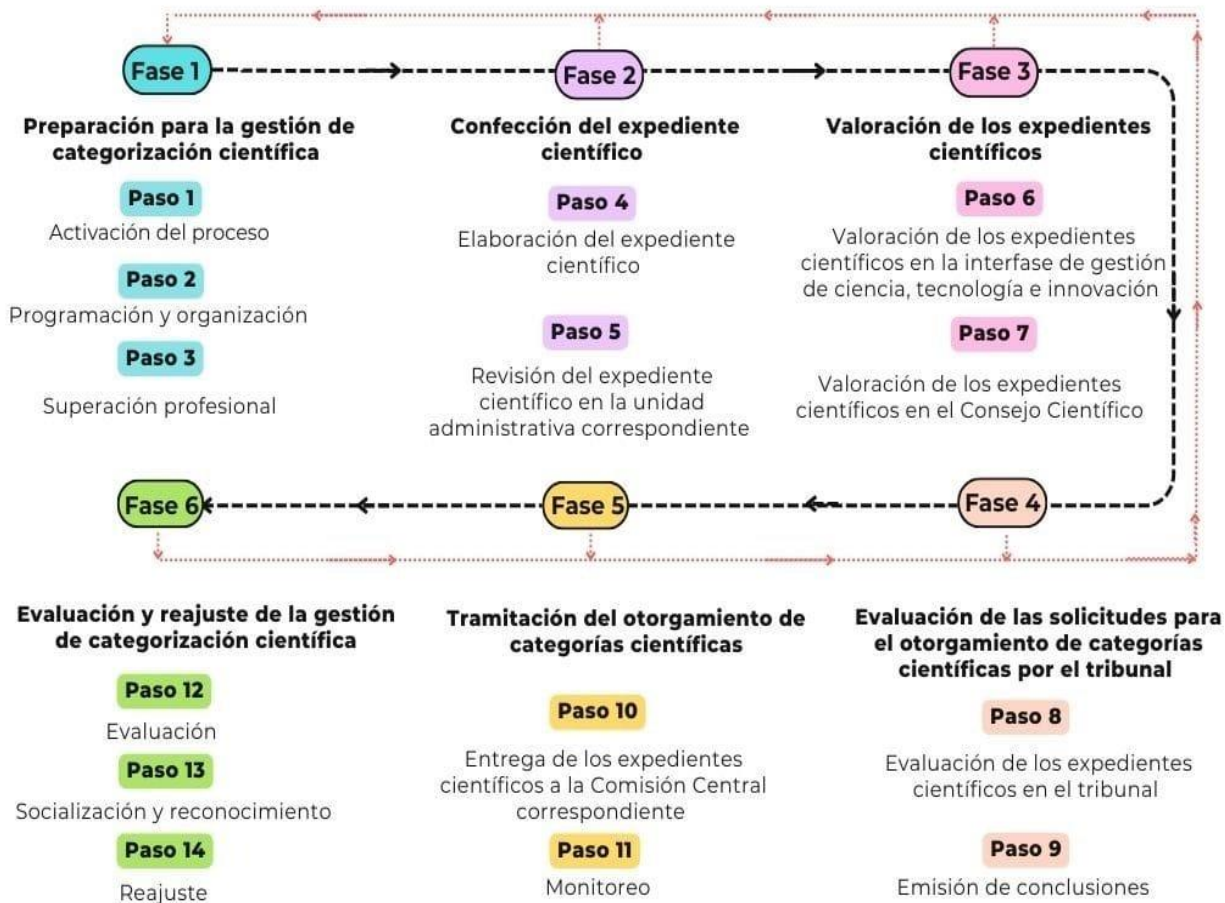 Fase 1
Preparación para la gestión de
categorización científica
Paso 1
Activación del proceso
Paso 2
Programación y organización
Paso 3
Superación profesional
Fase 2
Confección del expediente
científico
Paso 4
Elaboración del expediente
científico
Paso 5
Revisión del expediente
científico en la unidad
administrativa correspondiente
Fase 3
Valoración de los expedientes
científicos
Paso 6
Valoración de los expedientes
científicos en la interfase de gestión
de ciencia, tecnología e innovación
Paso 7
Valoración de los expedientes
científicos en el Consejo Científico
Fase 4
Evaluación de las solicitudes para
el otorgamiento de categorías
científicas por el tribunal
Paso 8
Evaluación de los expedientes
científicos en el tribunal
Paso 9
Emisión de conclusiones
Fase 5
Tramitación del otorgamiento de
categorías científicas
Paso 10
Entrega de los expedientes
científicos a la Comisión Central
correspondiente
Paso 11
Monitoreo
Fase 6
Evaluación y reajuste de la gestión
de categorización científica
Paso 12
Evaluación
Paso 13
Socialización y reconocimiento
Paso 14
Reajuste